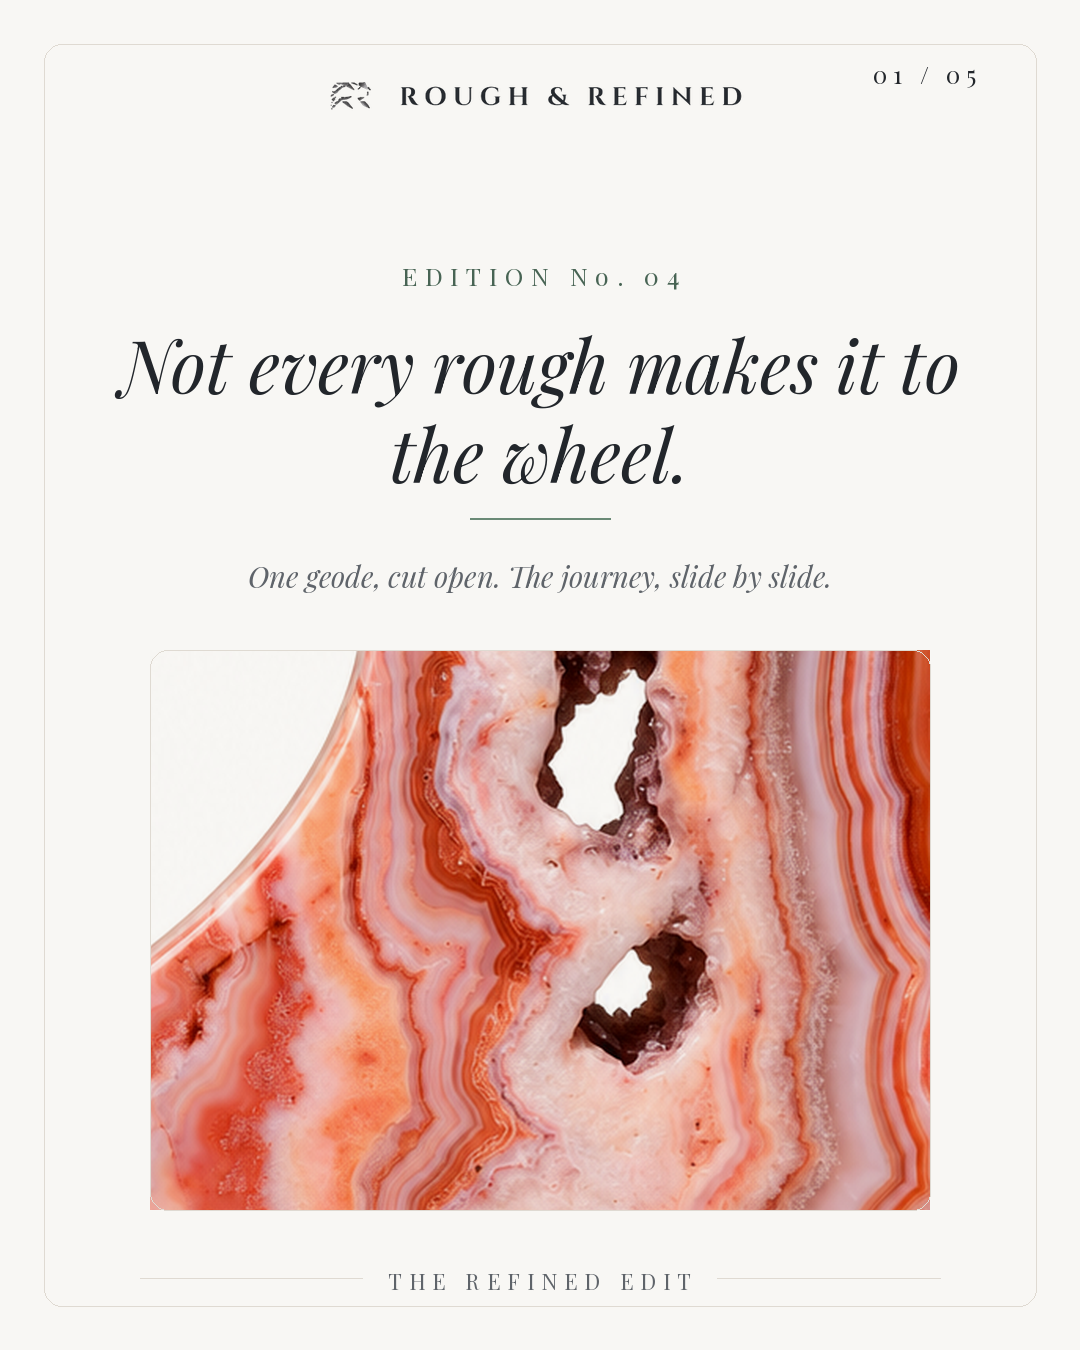 ROUGH & REFINED
01 / 05
EDITION No. 04
Not every rough makes it to
the wheel.
One geode, cut open. The journey, slide by slide.
THE REFINED EDIT